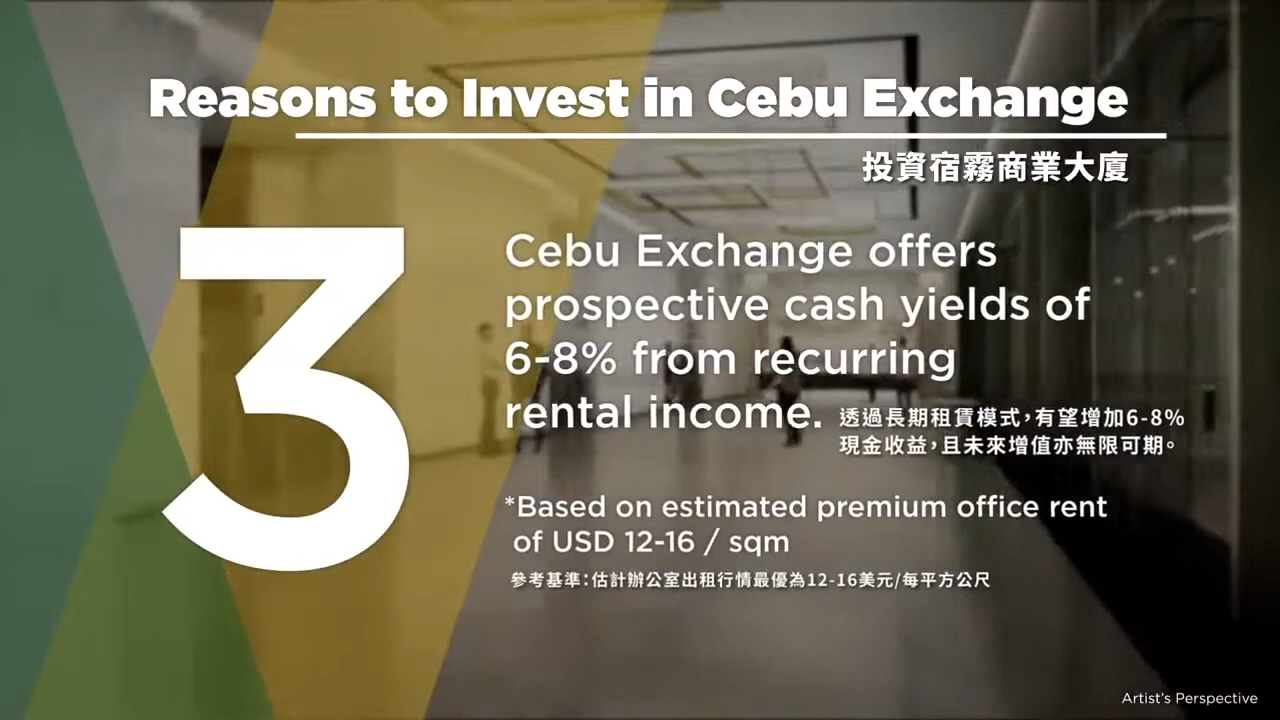 Reasons to Invest in Cebu Exchange
投資宿霧商業大廈
3
Cebu Exchange offers
prospective cash yields of
6-8% from recurring
rental income.
透過長期租賃模式,有望增加6-8%
現金收益,且未來增值亦無限可期。
*Based on estimated premium office rent
of USD 12-16 / sqm
參考基準:估計辦公室出租行情最優為12-16美元/每平方公尺
Artist's Perspective